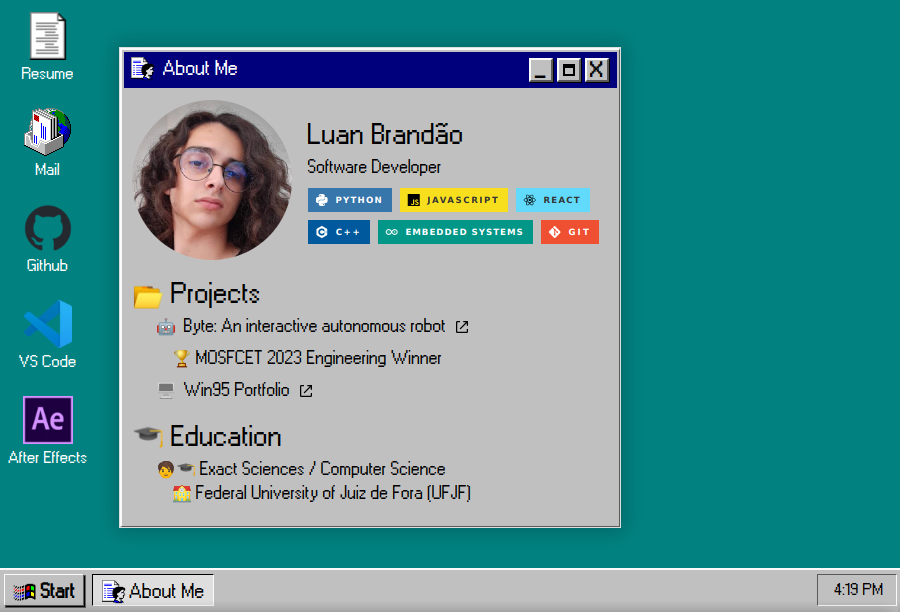 Resume
Mail
Github
VS Code
Ae
After Effects
About Me
Luan Brandão
Software Developer
PYTHON JS JAVASCRIPT REACT
C++ EMBEDDED SYSTEMS GIT
Projects
Byte: An interactive autonomous robot
MOSFCET 2023 Engineering Winner
Win95 Portfolio
Education
Exact Sciences / Computer Science
Federal University of Juiz de Fora (UFJF)
Start About Me 4:19 PM